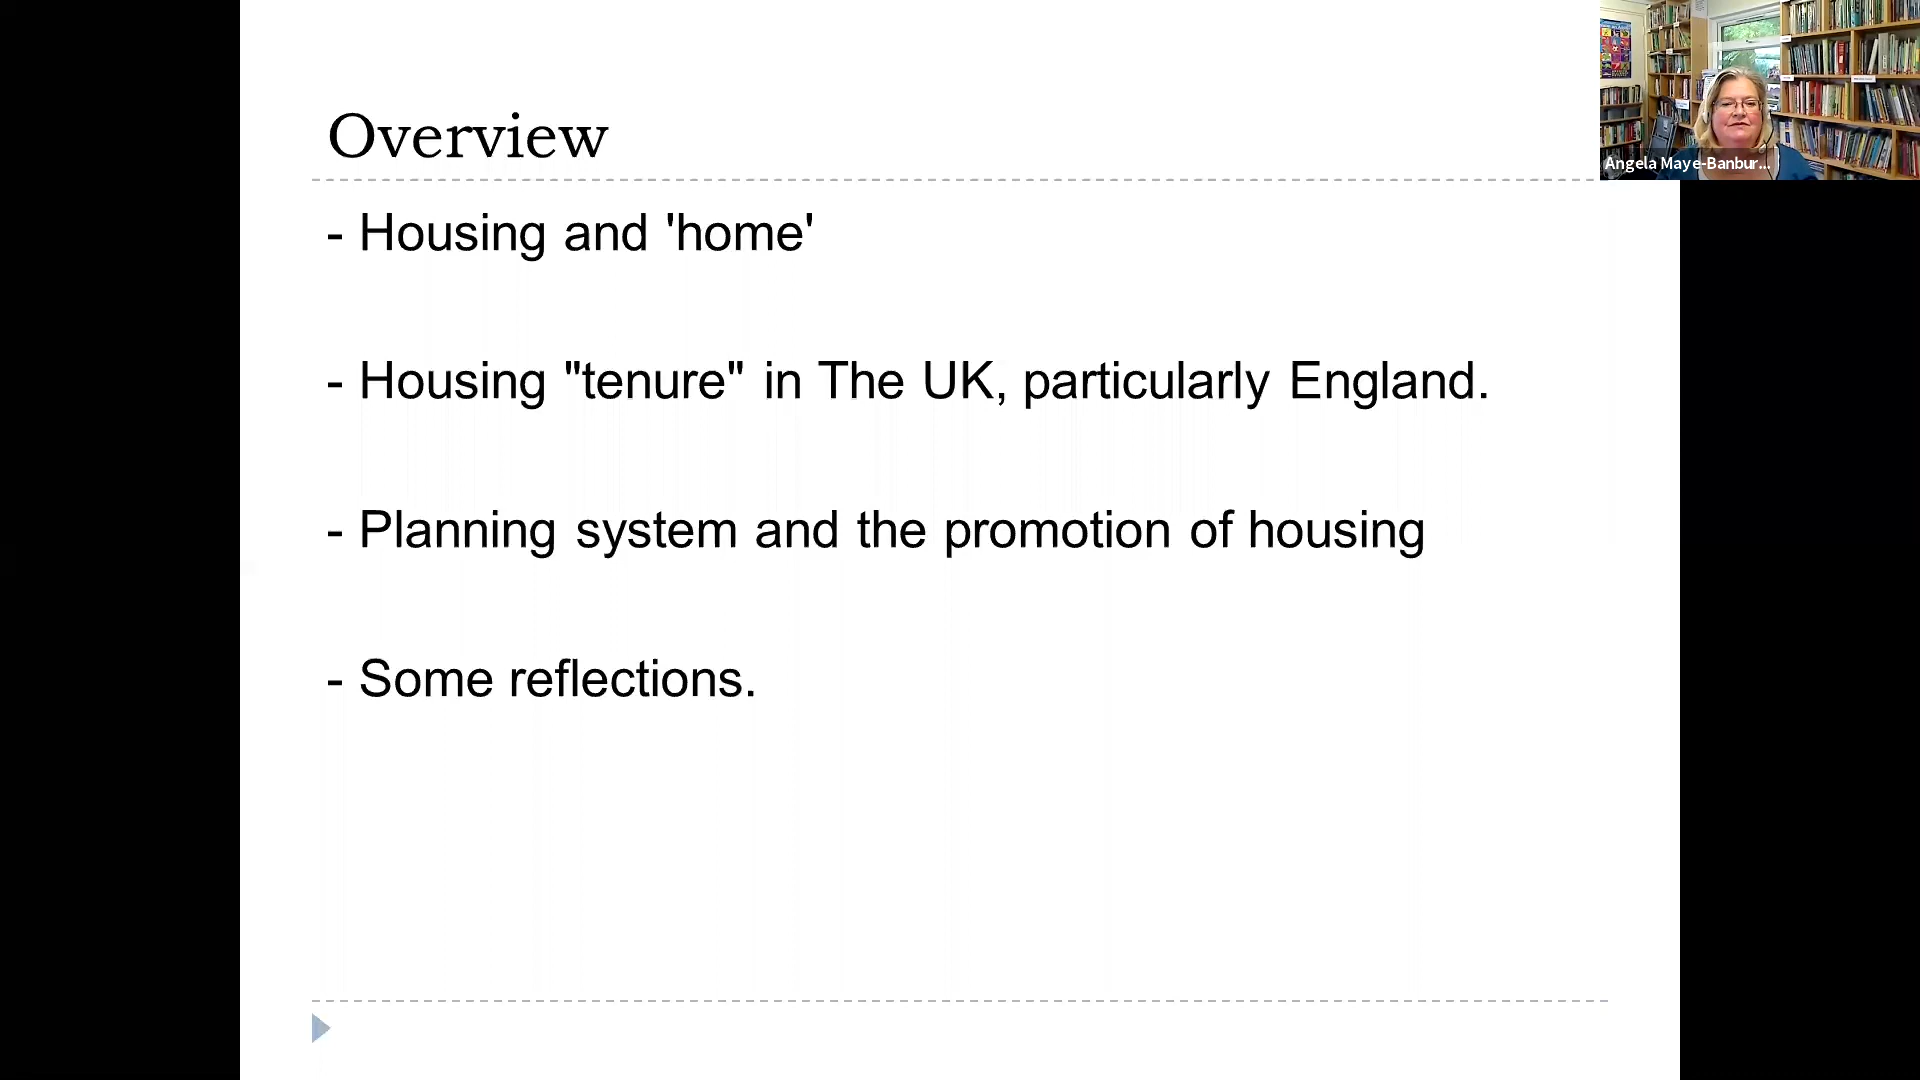 Overview
- Housing and 'home'
- Housing "tenure" in The UK, particularly England.
- Planning system and the promotion of housing
- Some reflections.
Angela Maye-Banbur...